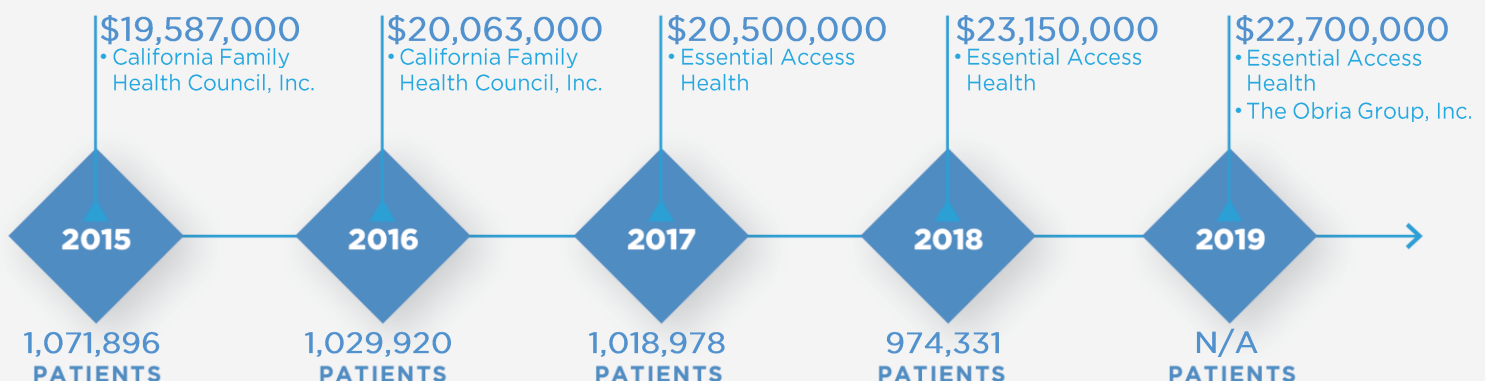 $19,587,000
• California Family
Health Council, Inc.
$20,063,000
• California Family
Health Council, Inc.
$20,500,000
• Essential Access
Health
$23,150,000
• Essential Access
Health
$22,700,000
• Essential Access
Health
• The Obria Group, Inc.
2015
2016
2017
2018
2019
1,071,896
PATIENTS
1,029,920
PATIENTS
1,018,978
PATIENTS
974,331
PATIENTS
N/A
PATIENTS